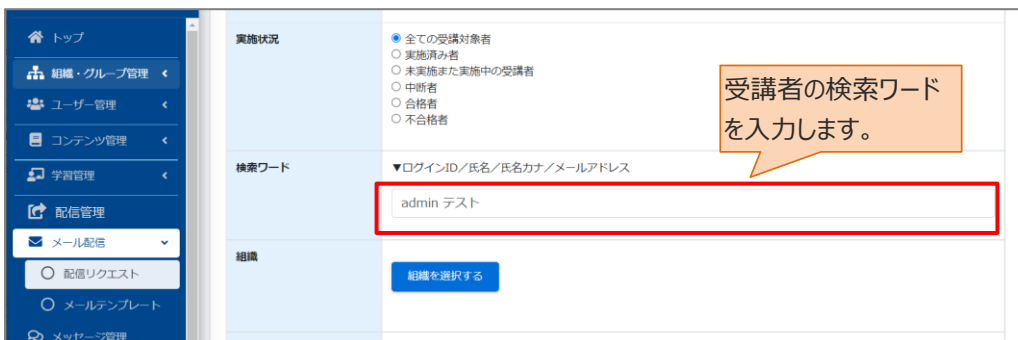 トップ
組織・グループ管理
ユーザー管理
コンテンツ管理
学習管理
配信管理
メール配信
配信リクエスト
メールテンプレート
メッセージ管理
実施状況
全ての受講対象者
実施済み者
未実施また実施中の受講者
中断者
合格者
不合格者
受講者の検索ワード
を入力します。
検索ワード
▼ログインID／氏名／氏名カナ／メールアドレス
admin テスト
組織
組織を選択する